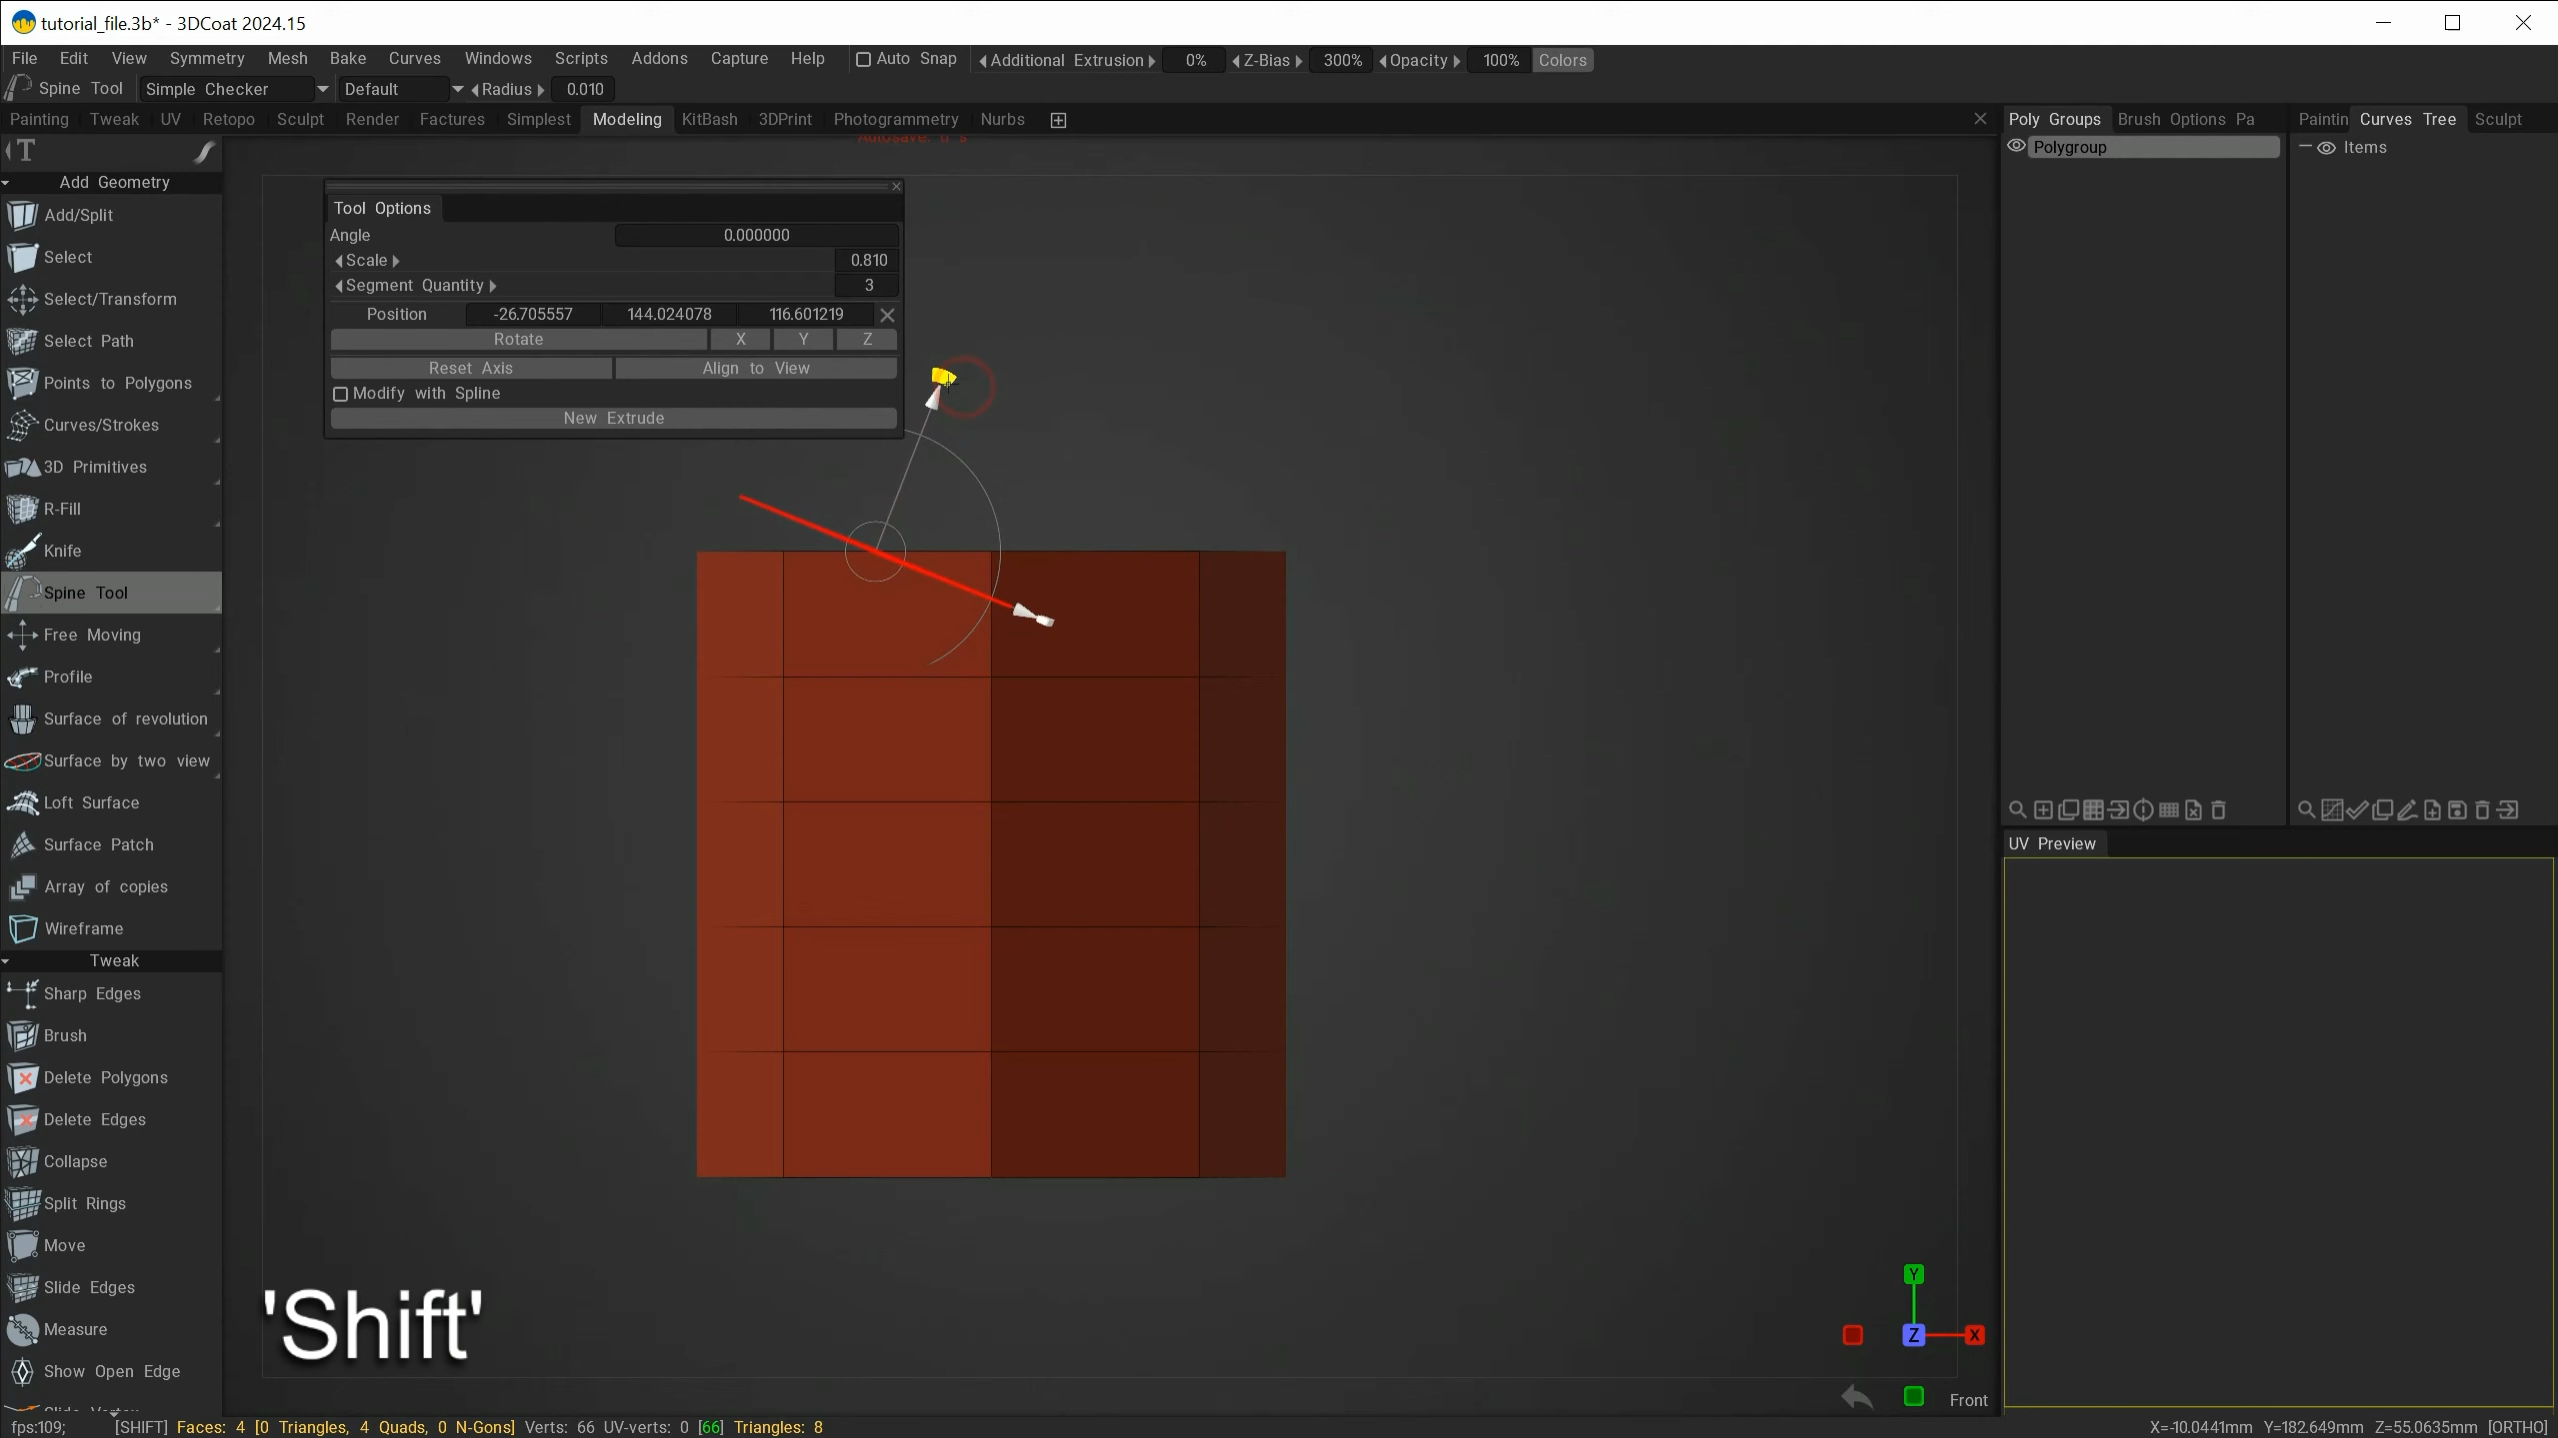 tutorial_file.3b* - 3DCoat 2024.15
File Edit View Symmetry Mesh Bake Curves Windows Scripts Addons Capture Help Auto Snap Additional Extrusion 0% Z-Bias 300% Opacity 100% Colors
Spine Tool Simple Checker Default Radius 0.010
Painting Tweak UV Retopo Sculpt Render Factures Simplest Modeling KitBash 3DPrint Photogrammetry Nurbs
Poly Groups Brush Options Pa
Paintin Curves Tree Sculpt
Polygroup
Items
T
Add Geometry
Add/Split
Select
Select/Transform
Select Path
Points to Polygons
Curves/Strokes
3D Primitives
R-Fill
Knife
Spine Tool
Free Moving
Profile
Surface of revolution
Surface by two view
Loft Surface
Surface Patch
Array of copies
Wireframe
Tweak
Sharp Edges
Brush
Delete Polygons
Delete Edges
Collapse
Split Rings
Move
Slide Edges
Measure
Show Open Edge
Tool Options
Angle 0.000000
Scale 0.810
Segment Quantity 3
Position -26.705557 144.024078 116.601219
Rotate X Y Z
Reset Axis Align to View
Modify with Spline
New Extrude
UV Preview
'Shift'
Y
Z X
Front
fps:109; [SHIFT] Faces: 4 [0 Triangles, 4 Quads, 0 N-Gons] Verts: 66 UV-verts: 0 [66] Triangles: 8
X=-10.0441mm Y=182.649mm Z=55.0635mm [ORTHO]